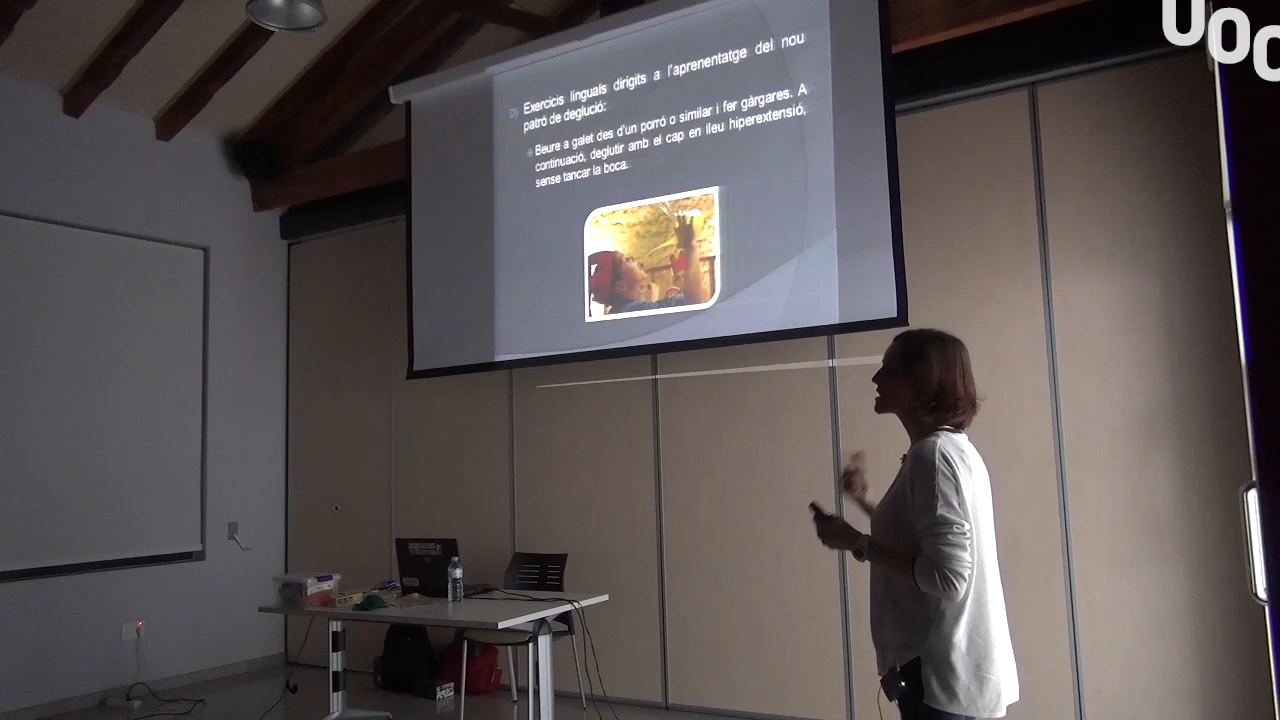 UOC
D) Exercicis linguals dirigits a l'aprenentatge del nou
patró de deglució:
Beure a galet des d'un porró o similar i fer gàrgares. A
continuació, deglutir amb el cap en lleu hiperextensió,
sense tancar la boca.